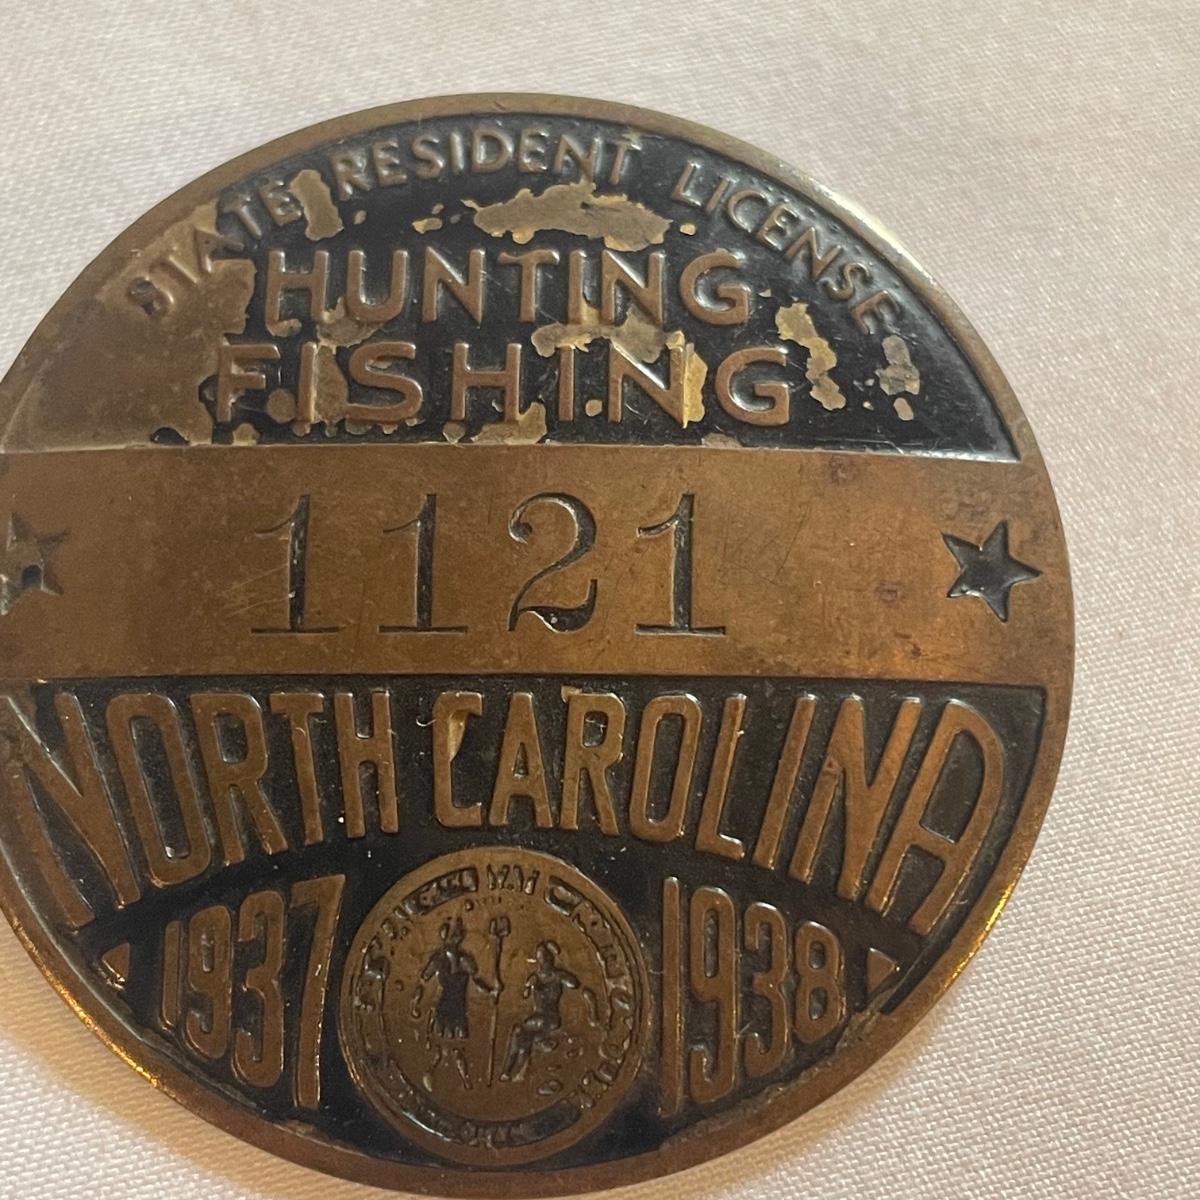 STATE RESIDENT LICENSE
HUNTING
FISHING
1121
NORTH CAROLINA
1937 1938